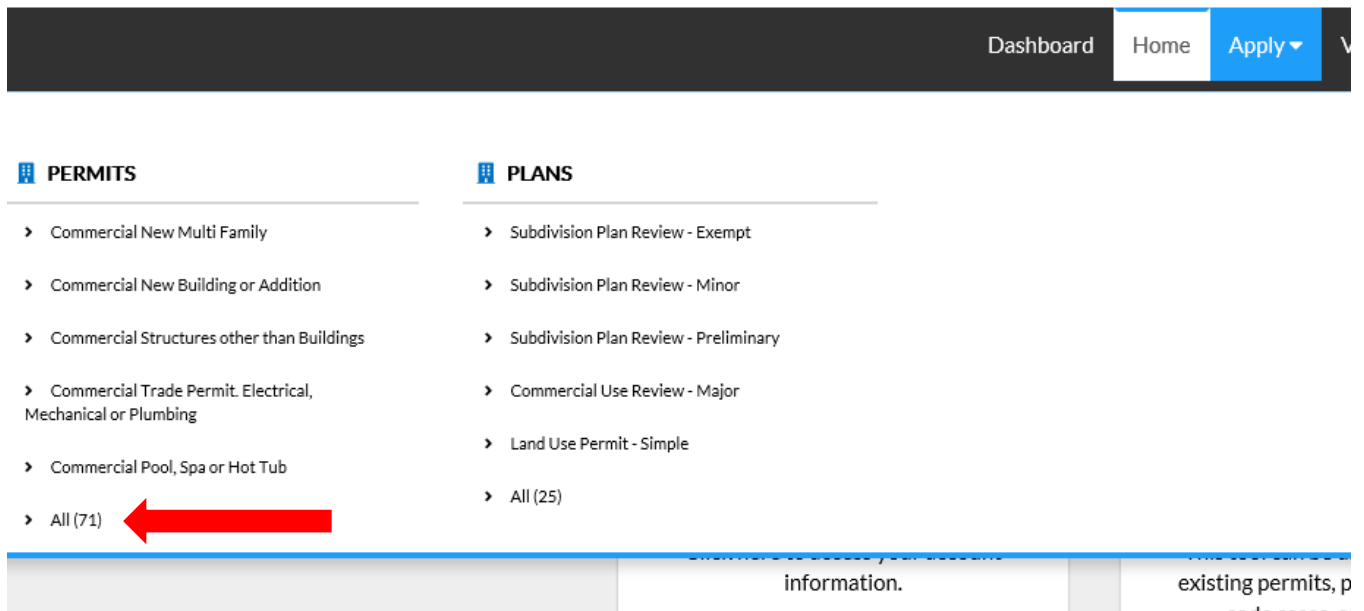 Dashboard Home Apply
PERMITS
Commercial New Multi Family
Commercial New Building or Addition
Commercial Structures other than Buildings
Commercial Trade Permit. Electrical,
Mechanical or Plumbing
Commercial Pool, Spa or Hot Tub
All (71)
PLANS
Subdivision Plan Review - Exempt
Subdivision Plan Review - Minor
Subdivision Plan Review - Preliminary
Commercial Use Review - Major
Land Use Permit - Simple
All (25)
information.
existing permits, p